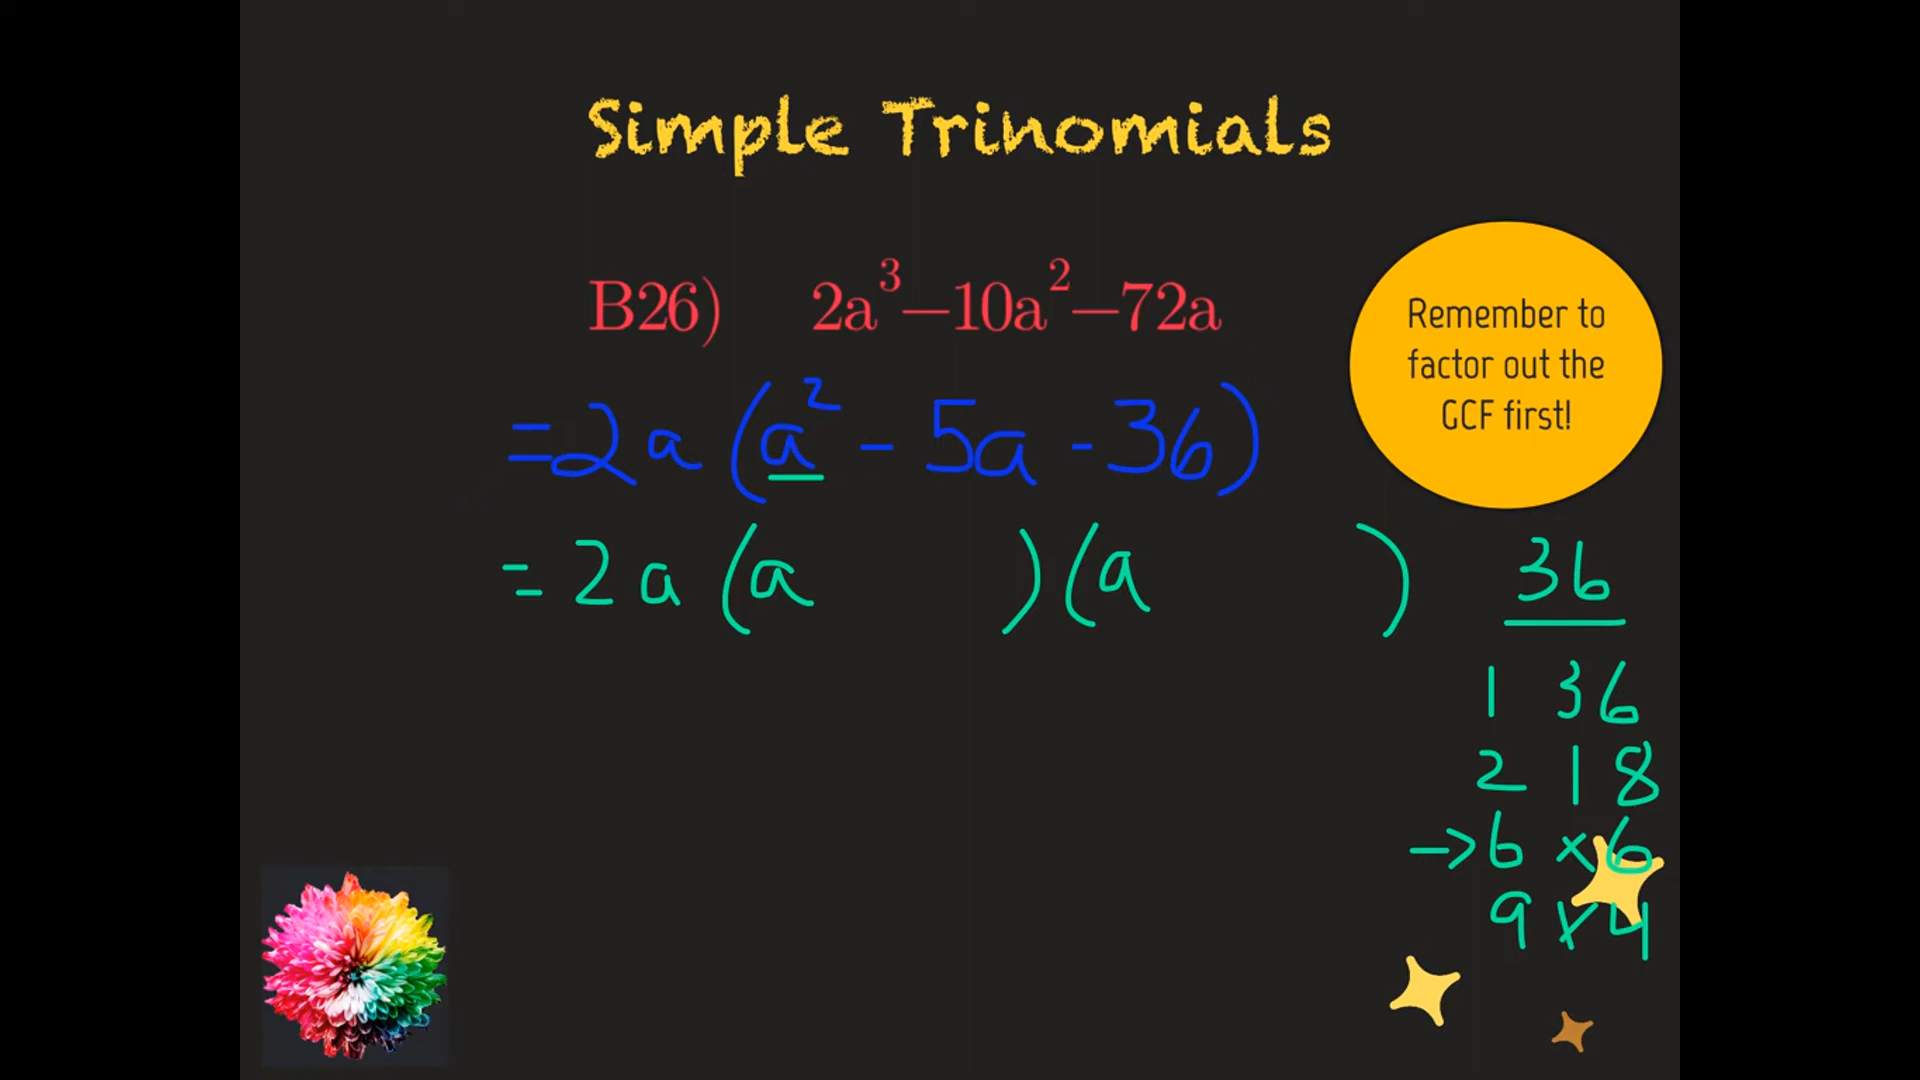 Simple Trinomials
B26) 2a³−10a²−72a
Remember to
factor out the
GCF first!
=2a(a² - 5a - 36)
= 2a(a )(a )
36
1 36
2 18
→6 ×6
9 ×4